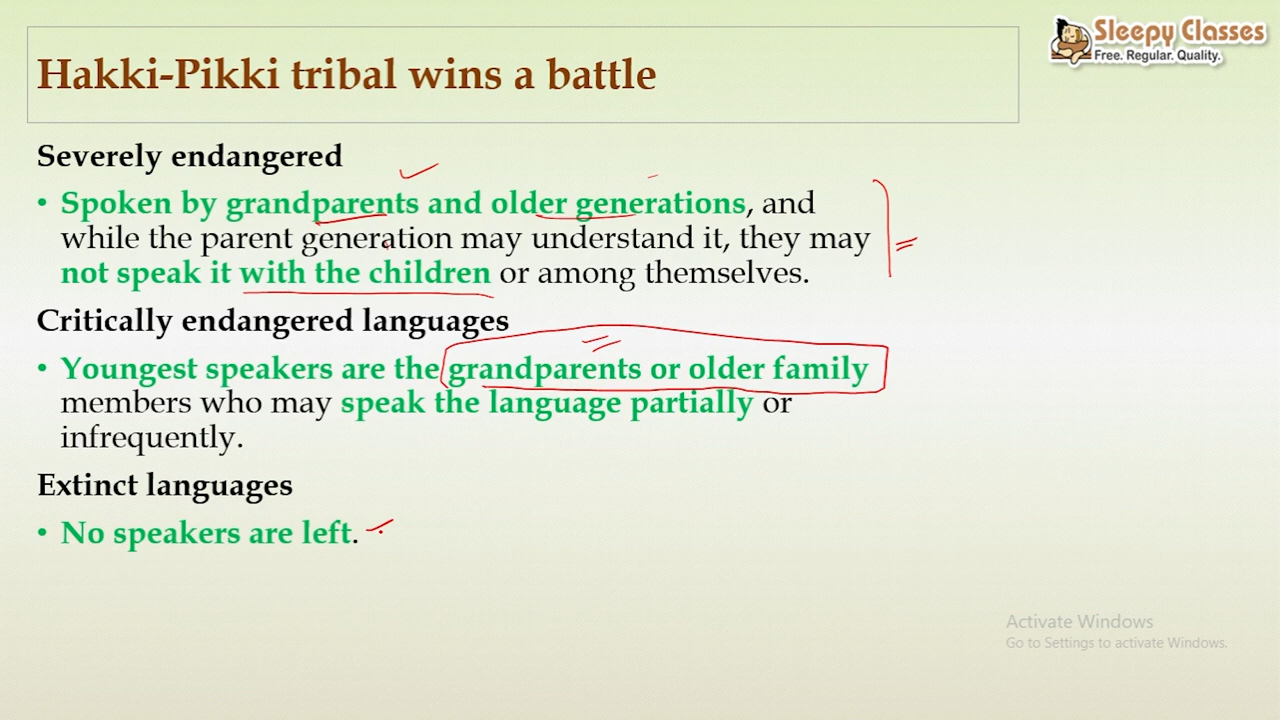 Sleepy Classes
Free. Regular. Quality.
Hakki-Pikki tribal wins a battle
Severely endangered
• Spoken by grandparents and older generations, and
while the parent generation may understand it, they may
not speak it with the children or among themselves.
Critically endangered languages
• Youngest speakers are the grandparents or older family
members who may speak the language partially or
infrequently.
Extinct languages
• No speakers are left.
Activate Windows
Go to Settings to activate Windows.